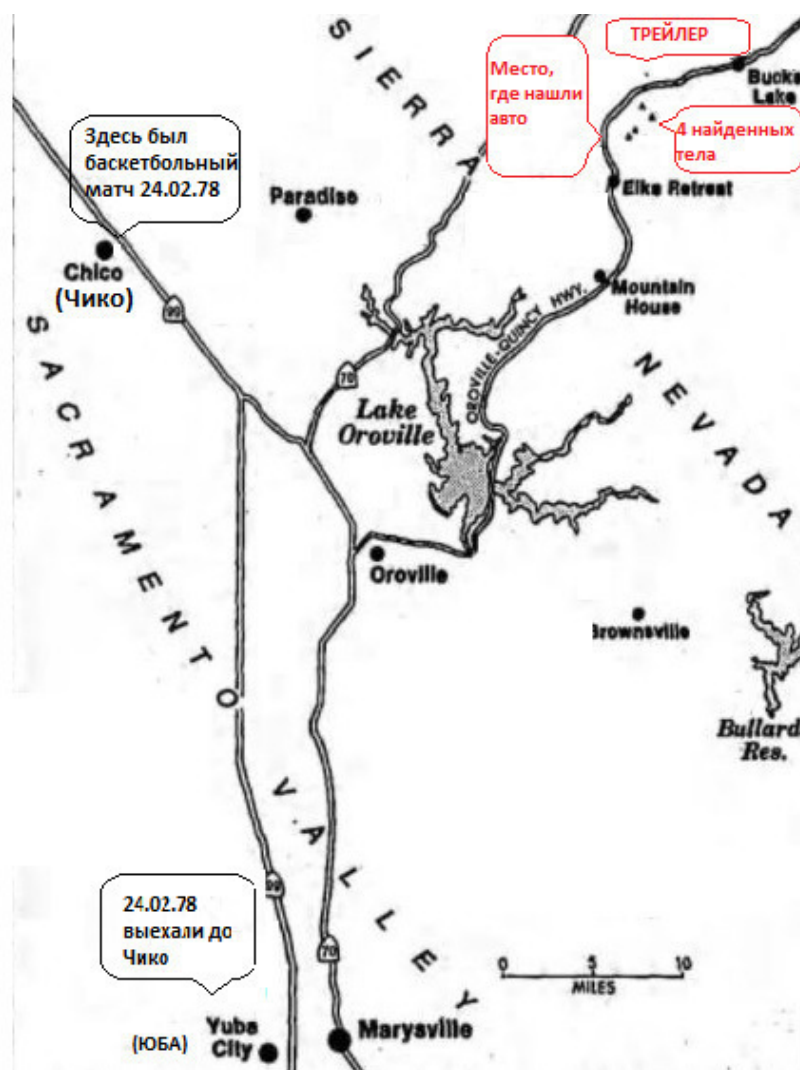 SIERRA
ТРЕЙЛЕР
Место,
где нашли
авто
Bucks
Lake
4 найденных
тела
Здесь был
баскетбольный
матч 24.02.78
Paradise
Elke Retreat
Chico
(Чико)
Mountain
House
99
OROVILLE-QUINCY HWY.
70
SACRAMENTO
NEVADA
Lake
Oroville
Oroville
Brownsville
Bullard
Res.
VALLEY
99
24.02.78
выехали до
Чико
70
0 5 10
MILES
Yuba
City
(ЮБА)
Marysville